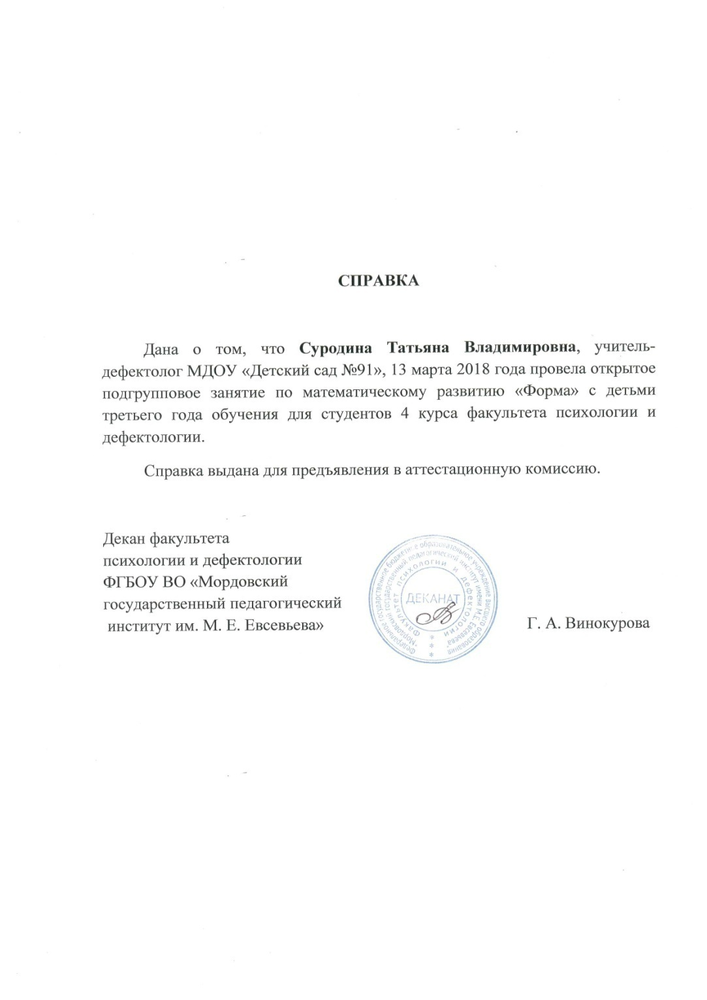 СПРАВКА
Дана о том, что Суродина Татьяна Владимировна, учитель-
дефектолог МДОУ «Детский сад №91», 13 марта 2018 года провела открытое
подгрупповое занятие по математическому развитию «Форма» с детьми
третьего года обучения для студентов 4 курса факультета психологии и
дефектологии.
Справка выдана для предъявления в аттестационную комиссию.
Декан факультета
психологии и дефектологии
ФГБОУ ВО «Мордовский
государственный педагогический
институт им. М. Е. Евсевьева»
Федеральное государственное бюджетное образовательное учреждение высшего образования
"Мордовский государственный педагогический институт имени М.Е. Евсевьева"
Факультет психологии и дефектологии
ДЕКАНАТ
Г. А. Винокурова